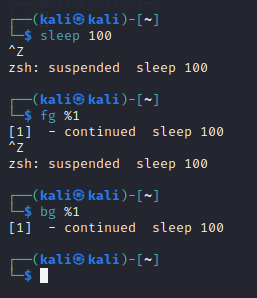 ┌──(kali㉿kali)-[~]
└─$ sleep 100
^Z
zsh: suspended  sleep 100
┌──(kali㉿kali)-[~]
└─$ fg %1
[1]  - continued  sleep 100
^Z
zsh: suspended  sleep 100
┌──(kali㉿kali)-[~]
└─$ bg %1
[1]  - continued  sleep 100
┌──(kali㉿kali)-[~]
└─$